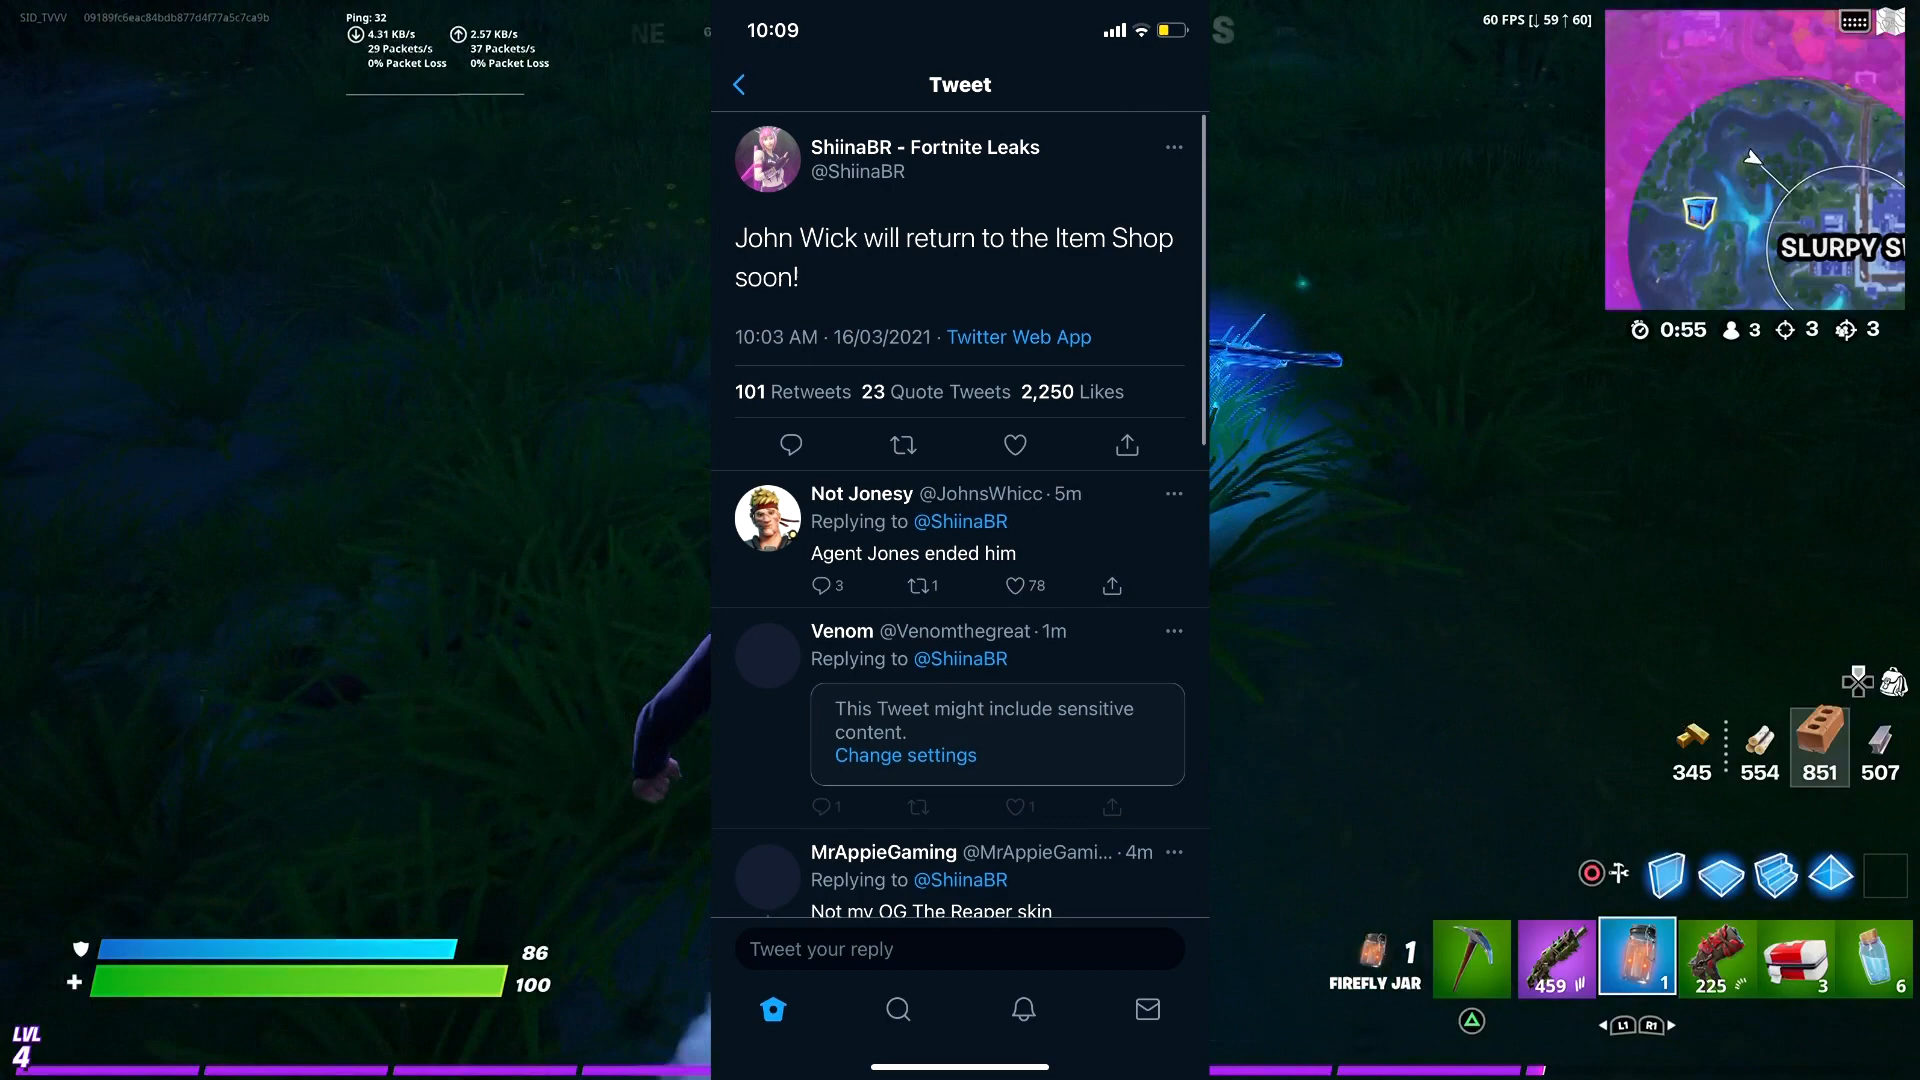 SID_TVVV 09189fc6eac84bdb877d4f77a5c7ca9b
Ping: 32
4.31 KB/s 2.57 KB/s
29 Packets/s 37 Packets/s
0% Packet Loss 0% Packet Loss
NE
S
60 FPS [↓ 59 ↑ 60]
10:09
Tweet
ShiinaBR - Fortnite Leaks
@ShiinaBR
John Wick will return to the Item Shop
soon!
10:03 AM · 16/03/2021 · Twitter Web App
101 Retweets 23 Quote Tweets 2,250 Likes
Not Jonesy @JohnsWhicc · 5m
Replying to @ShiinaBR
Agent Jones ended him
3 1 78
Venom @Venomthegreat · 1m
Replying to @ShiinaBR
This Tweet might include sensitive
content.
Change settings
1 1
MrAppieGaming @MrAppieGami... · 4m
Replying to @ShiinaBR
Not my OG The Reaper skin
Tweet your reply
SLURPY S
0:55 3 3 3
345 554 851 507
1
FIREFLY JAR
459 1 225 3 6
L1 R1
86
100
LVL
4